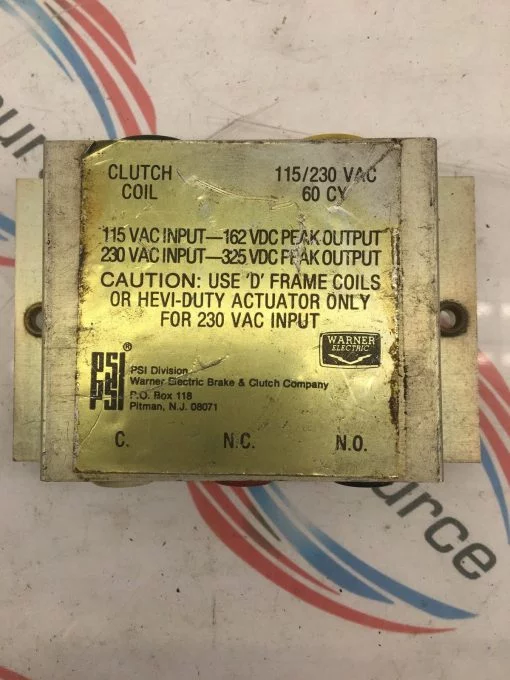 ource
CLUTCH 115/230 VAC
COIL 60 CY
115 VAC INPUT—162 VDC PEAK OUTPUT
230 VAC INPUT—325 VDC PEAK OUTPUT
CAUTION: USE 'D' FRAME COILS
OR HEVI-DUTY ACTUATOR ONLY
FOR 230 VAC INPUT
WARNER
ELECTRIC
PSI ®
PSI Division
Warner Electric Brake & Clutch Company
P.O. Box 118
Pitman, N.J. 08071
C. N.C. N.O.
ource